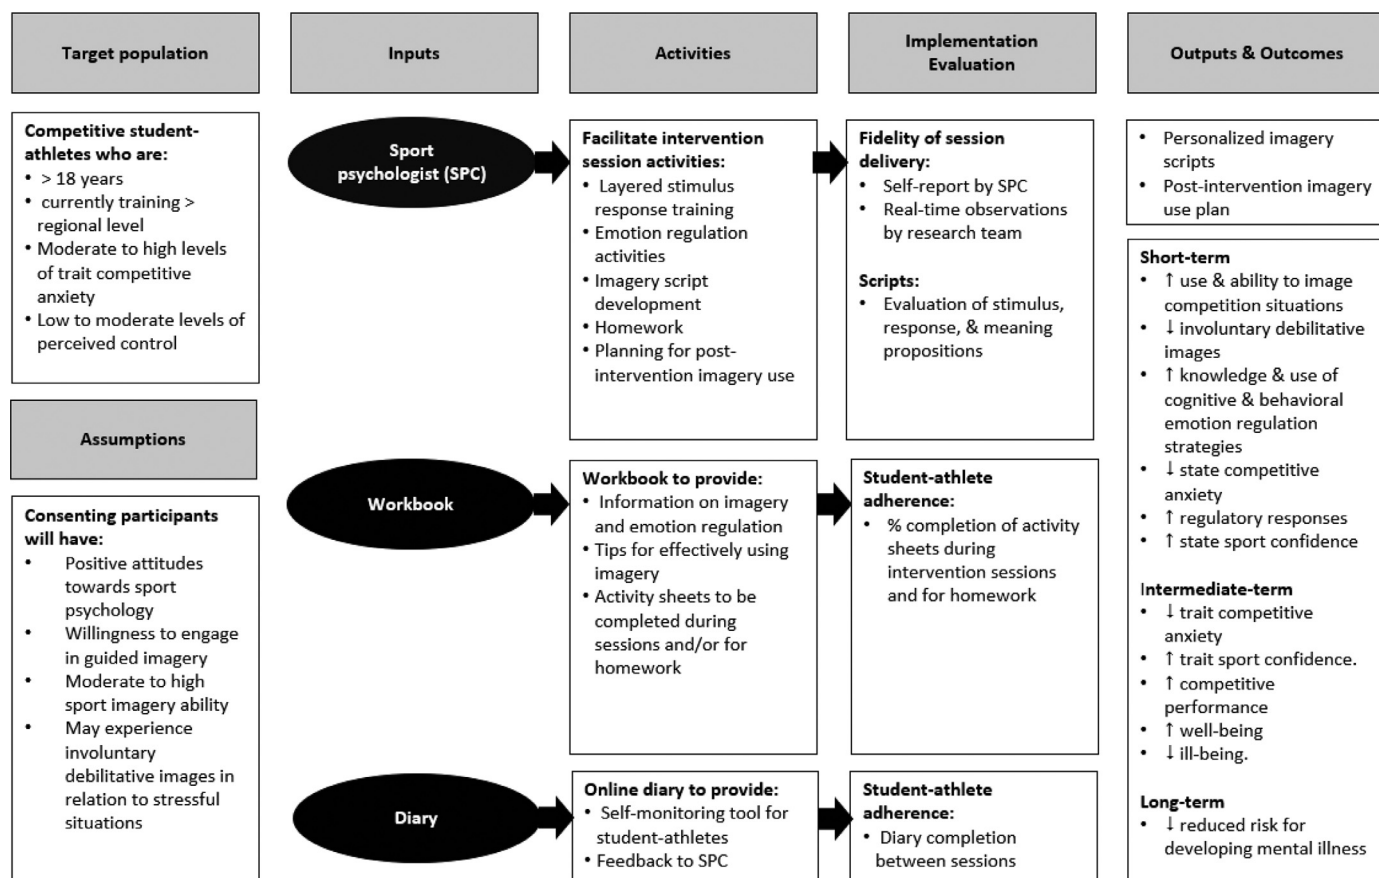 Target population
Inputs
Activities
Implementation
Evaluation
Outputs & Outcomes
Competitive student-
athletes who are:
• > 18 years
• currently training >
regional level
• Moderate to high levels
of trait competitive
anxiety
• Low to moderate levels of
perceived control
Assumptions
Consenting participants
will have:
• Positive attitudes
towards sport
psychology
• Willingness to engage
in guided imagery
• Moderate to high
sport imagery ability
• May experience
involuntary
debilitative images in
relation to stressful
situations
Sport
psychologist (SPC)
Facilitate intervention
session activities:
• Layered stimulus
response training
• Emotion regulation
activities
• Imagery script
development
• Homework
• Planning for post-
intervention imagery use
Fidelity of session
delivery:
• Self-report by SPC
• Real-time observations
by research team
Scripts:
• Evaluation of stimulus,
response, & meaning
propositions
Workbook
Workbook to provide:
• Information on imagery
and emotion regulation
• Tips for effectively using
imagery
• Activity sheets to be
completed during
sessions and/or for
homework
Student-athlete
adherence:
• % completion of activity
sheets during
intervention sessions
and for homework
Diary
Online diary to provide:
• Self-monitoring tool for
student-athletes
• Feedback to SPC
Student-athlete
adherence:
• Diary completion
between sessions
• Personalized imagery
scripts
• Post-intervention imagery
use plan
Short-term
• ↑ use & ability to image
competition situations
• ↓ involuntary debilitative
images
• ↑ knowledge & use of
cognitive & behavioral
emotion regulation
strategies
• ↓ state competitive
anxiety
• ↑ regulatory responses
• ↑ state sport confidence
Intermediate-term
• ↓ trait competitive
anxiety
• ↑ trait sport confidence.
• ↑ competitive
performance
• ↑ well-being
• ↓ ill-being.
Long-term
• ↓ reduced risk for
developing mental illness